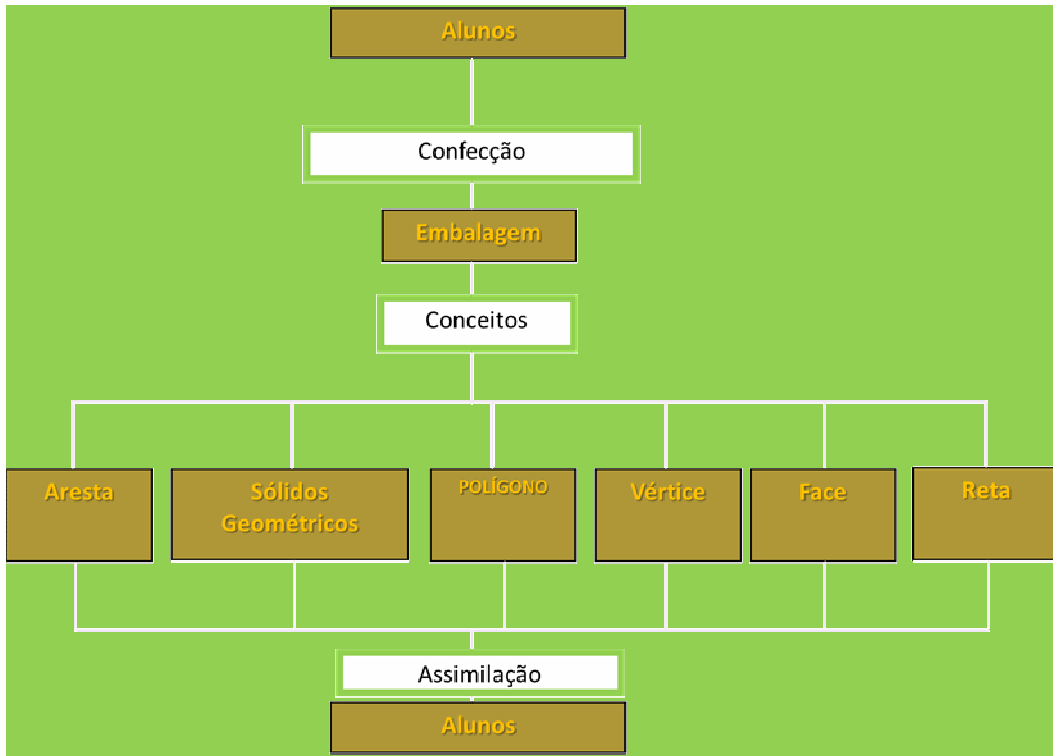 Alunos
Confecção
Embalagem
Conceitos
Aresta
Sólidos
Geométricos
POLÍGONO
Vértice
Face
Reta
Assimilação
Alunos